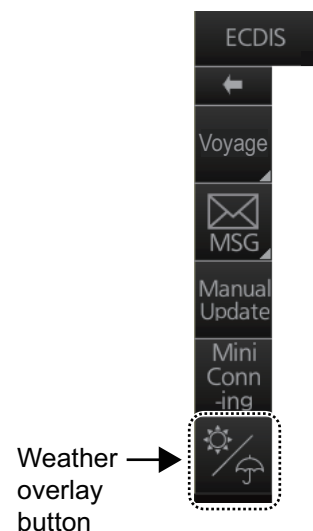 ECDIS
Voyage
MSG
Manual
Update
Mini
Conn
-ing
Weather
overlay
button